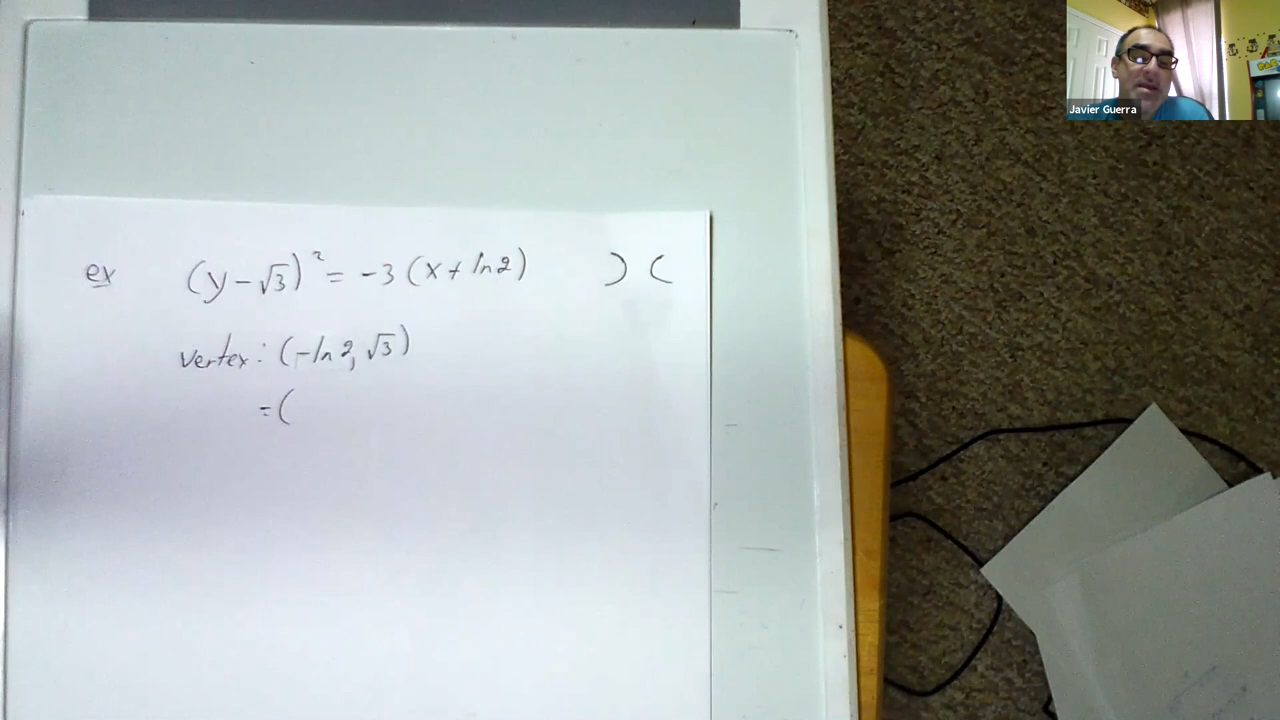 ex (y-√3)² = -3(x + ln2) ) (
vertex: (-ln 2, √3)
= (
Javier Guerra